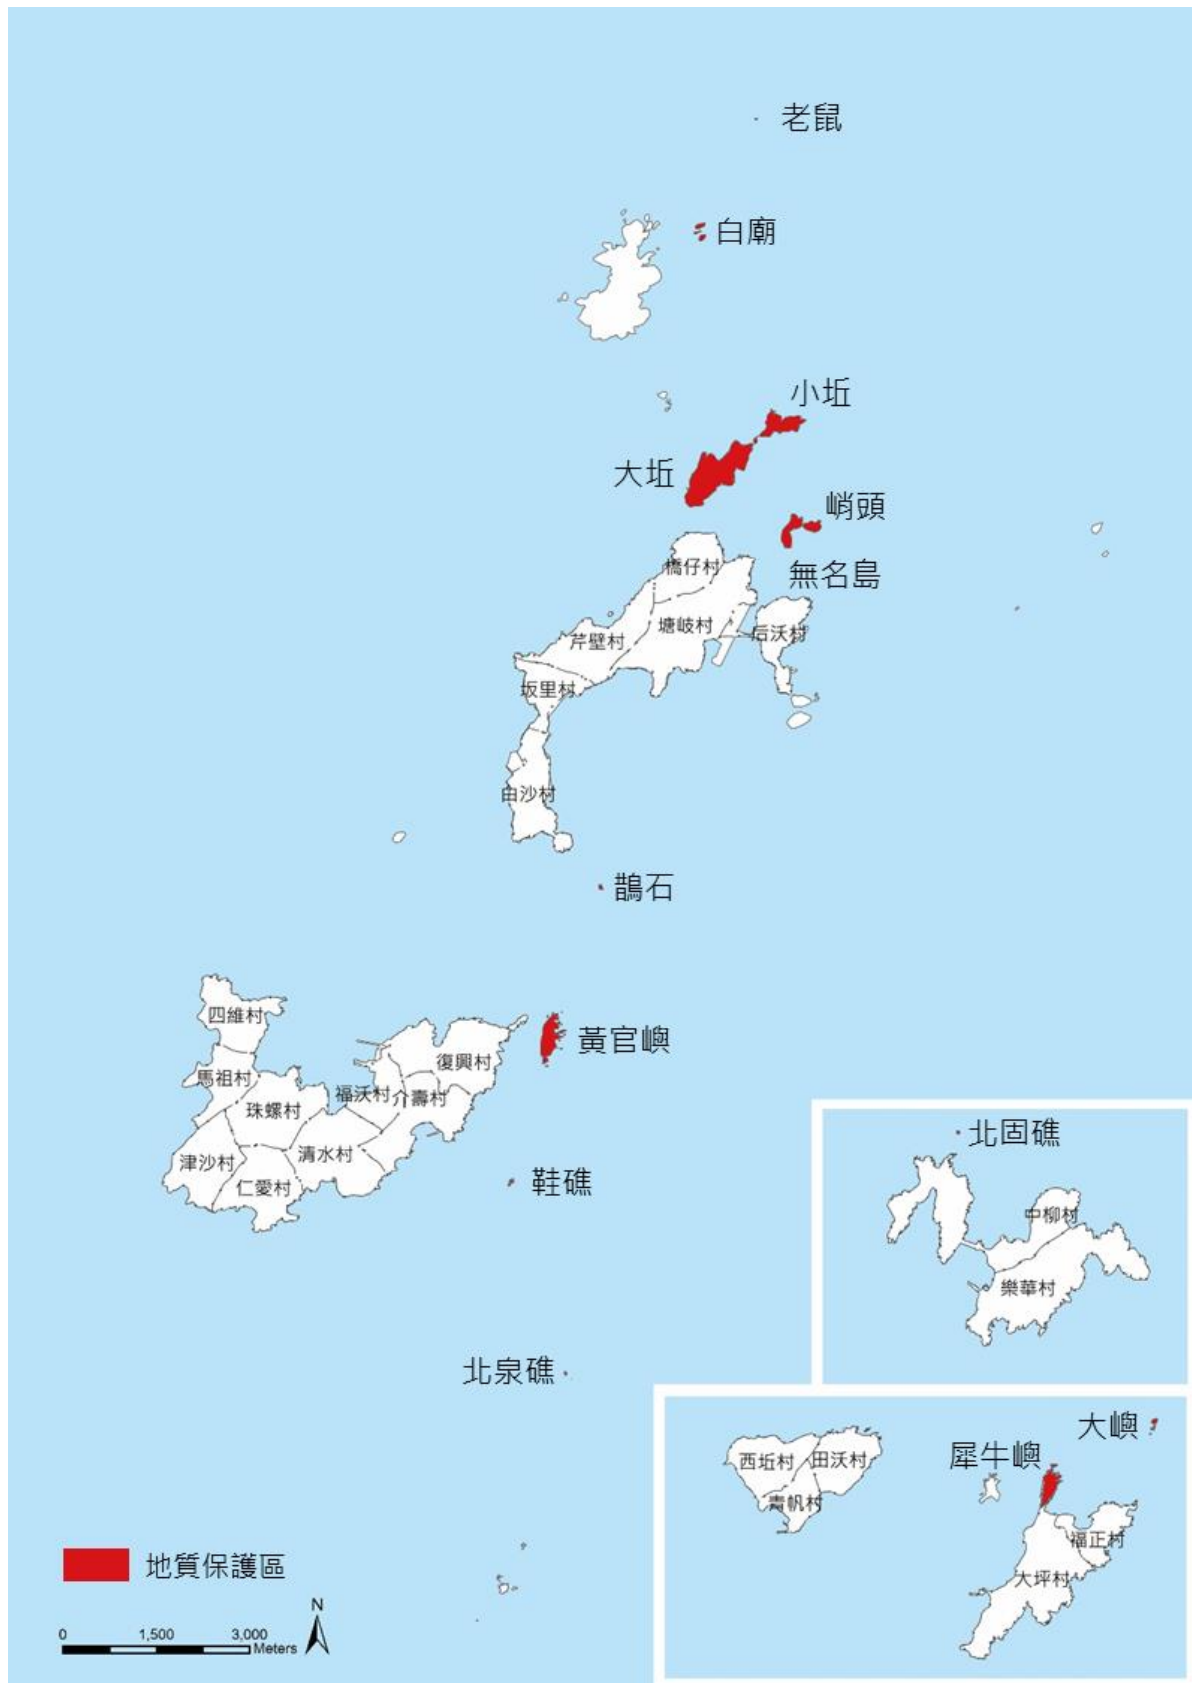 老鼠
白廟
小坵
大坵
峭頭
無名島
橋仔村
塘岐村
后沃村
芹壁村
坂里村
白沙村
鵲石
四維村
黃官嶼
復興村
馬祖村
福沃村
介壽村
珠螺村
清水村
津沙村
仁愛村
鞋礁
北固礁
中柳村
樂華村
北泉礁
大嶼
犀牛嶼
西坵村
田沃村
青帆村
福正村
大坪村
地質保護區
N
0 1,500 3,000
Meters